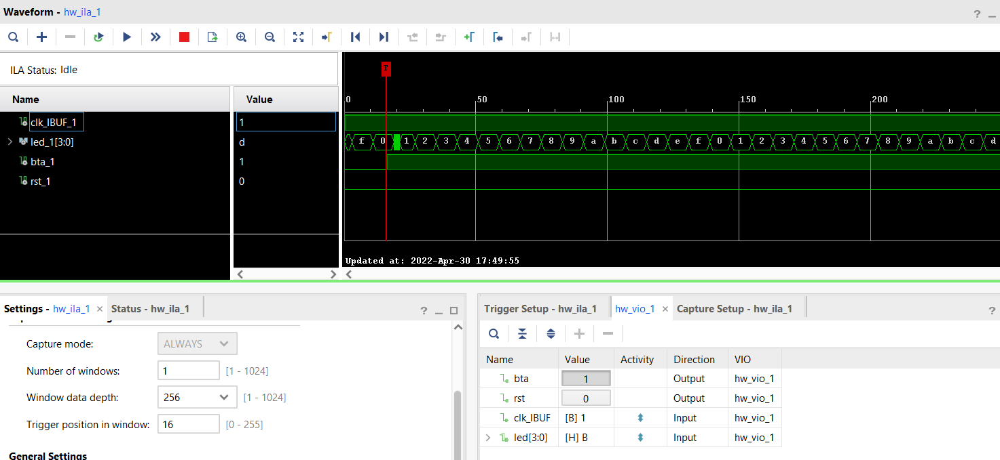 Waveform - hw_ila_1
?
ILA Status: Idle
Name
Value
clk_IBUF_1
1
led_1[3:0]
d
bta_1
1
rst_1
0
T
0 50 100 150 200
f 0 1 2 3 4 5 6 7 8 9 a b c d e f 0 1 2 3 4 5 6 7 8 9 a b c d
Updated at: 2022-Apr-30 17:49:55
Settings - hw_ila_1 × Status - hw_ila_1
?
Capture mode: ALWAYS
Number of windows: 1 [1 - 1024]
Window data depth: 256 [1 - 1024]
Trigger position in window: 16 [0 - 255]
General Settings
Trigger Setup - hw_ila_1 hw_vio_1 × Capture Setup - hw_ila_1
?
Name Value Activity Direction VIO
bta 1 Output hw_vio_1
rst 0 Output hw_vio_1
clk_IBUF [B] 1 Input hw_vio_1
led[3:0] [H] B Input hw_vio_1